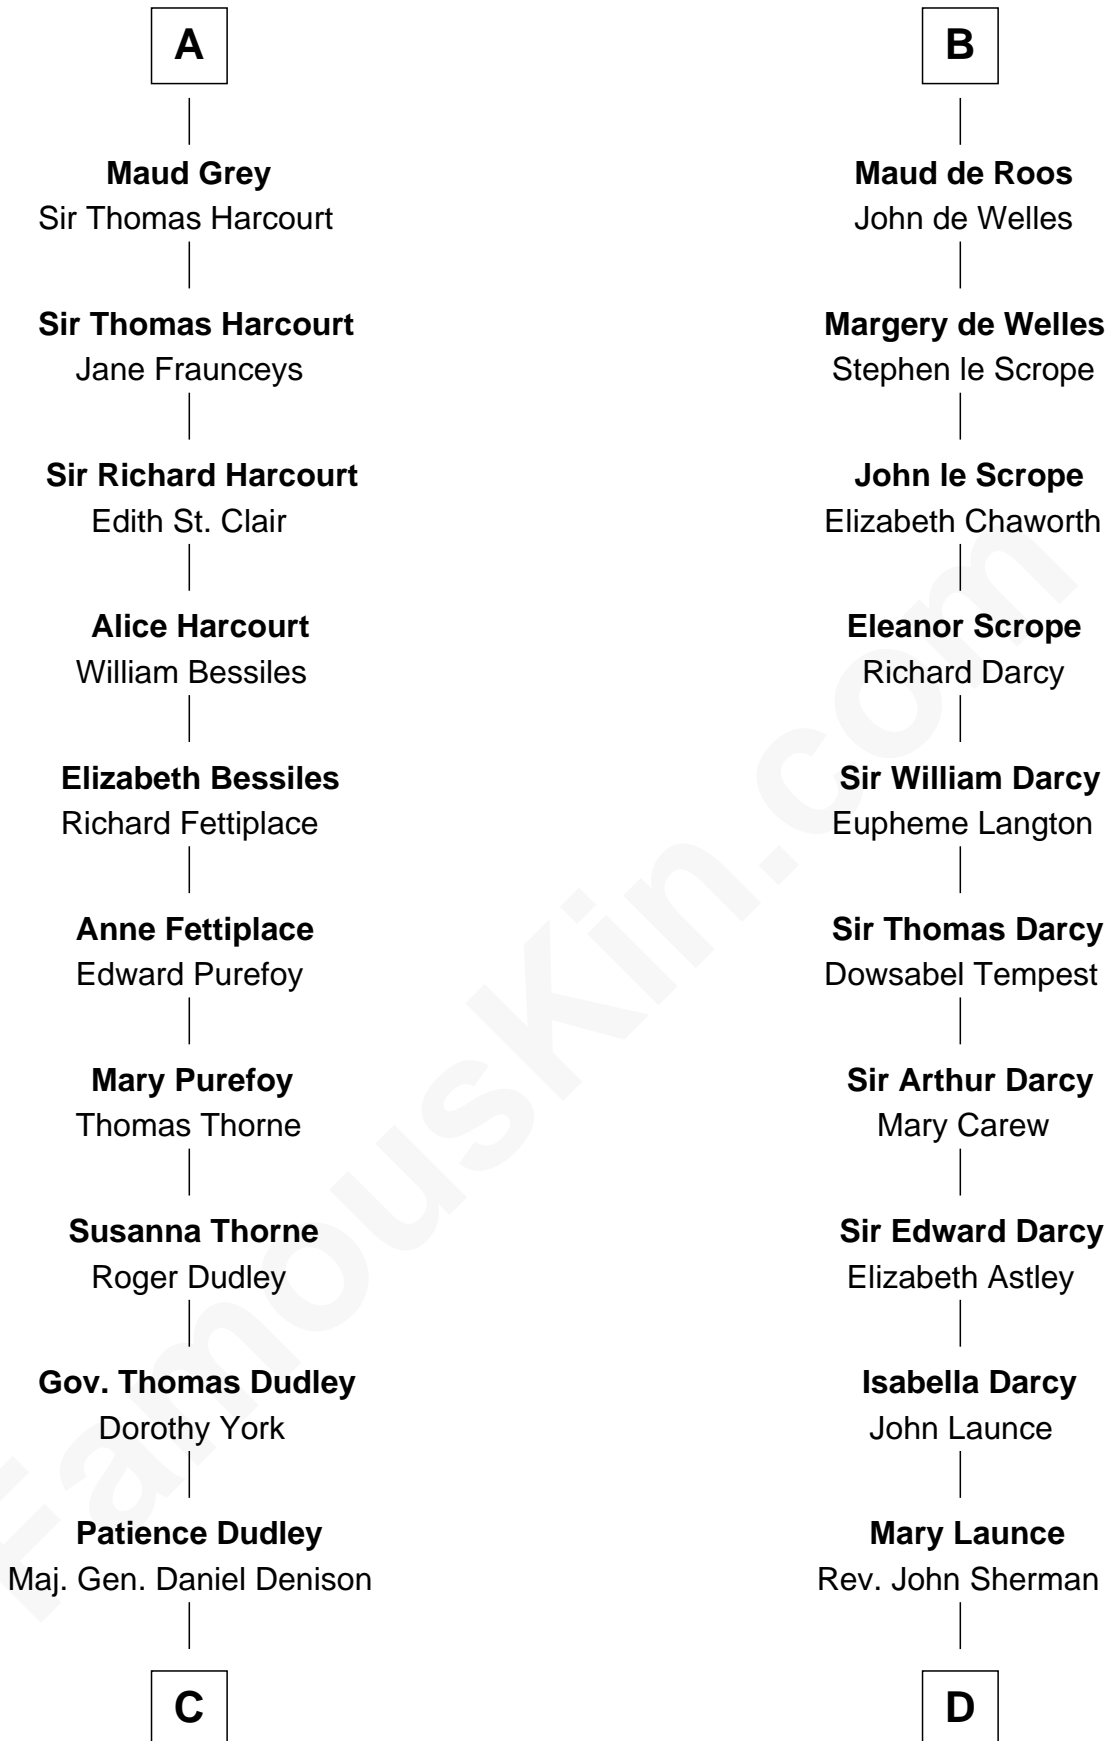 A
Maud Grey
Sir Thomas Harcourt
Sir Thomas Harcourt
Jane Fraunceys
Sir Richard Harcourt
Edith St. Clair
Alice Harcourt
William Bessiles
Elizabeth Bessiles
Richard Fettiplace
Anne Fettiplace
Edward Purefoy
Mary Purefoy
Thomas Thorne
Susanna Thorne
Roger Dudley
Gov. Thomas Dudley
Dorothy York
Patience Dudley
Maj. Gen. Daniel Denison
C
B
Maud de Roos
John de Welles
Margery de Welles
Stephen le Scrope
John le Scrope
Elizabeth Chaworth
Eleanor Scrope
Richard Darcy
Sir William Darcy
Eupheme Langton
Sir Thomas Darcy
Dowsabel Tempest
Sir Arthur Darcy
Mary Carew
Sir Edward Darcy
Elizabeth Astley
Isabella Darcy
John Launce
Mary Launce
Rev. John Sherman
D
FamousKin.com